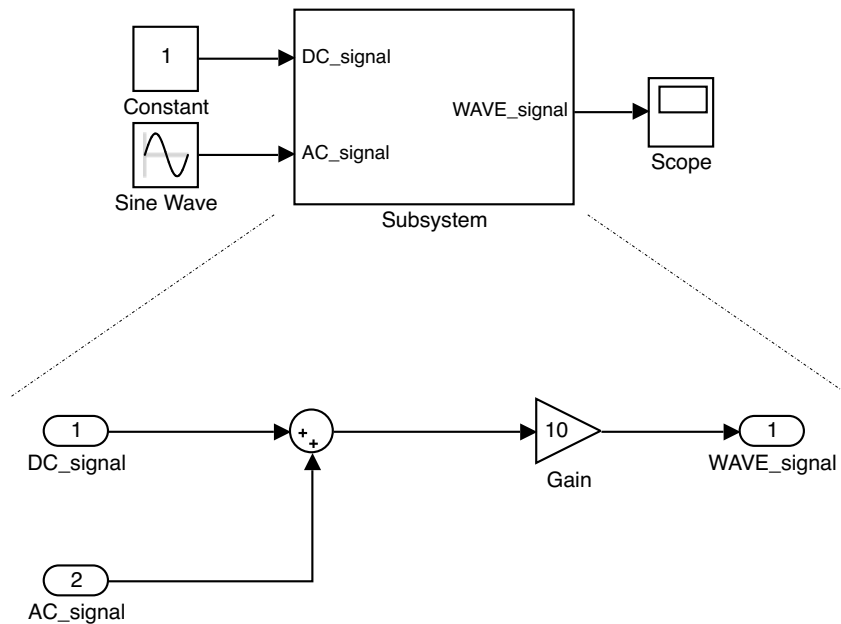 1
DC_signal
Constant
WAVE_signal
AC_signal
Scope
Sine Wave
Subsystem
1
+
+
10
1
DC_signal
Gain
WAVE_signal
2
AC_signal